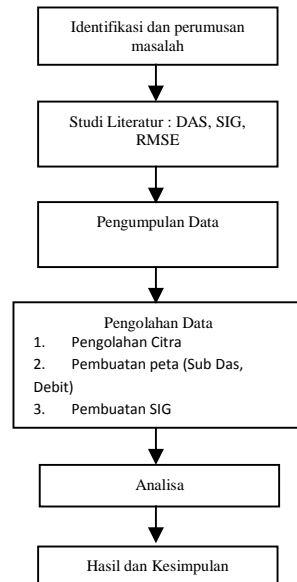 Identifikasi dan perumusan
masalah
Studi Literatur : DAS, SIG,
RMSE
Pengumpulan Data
Pengolahan Data
1. Pengolahan Citra
2. Pembuatan peta (Sub Das,
Debit)
3. Pembuatan SIG
Analisa
Hasil dan Kesimpulan